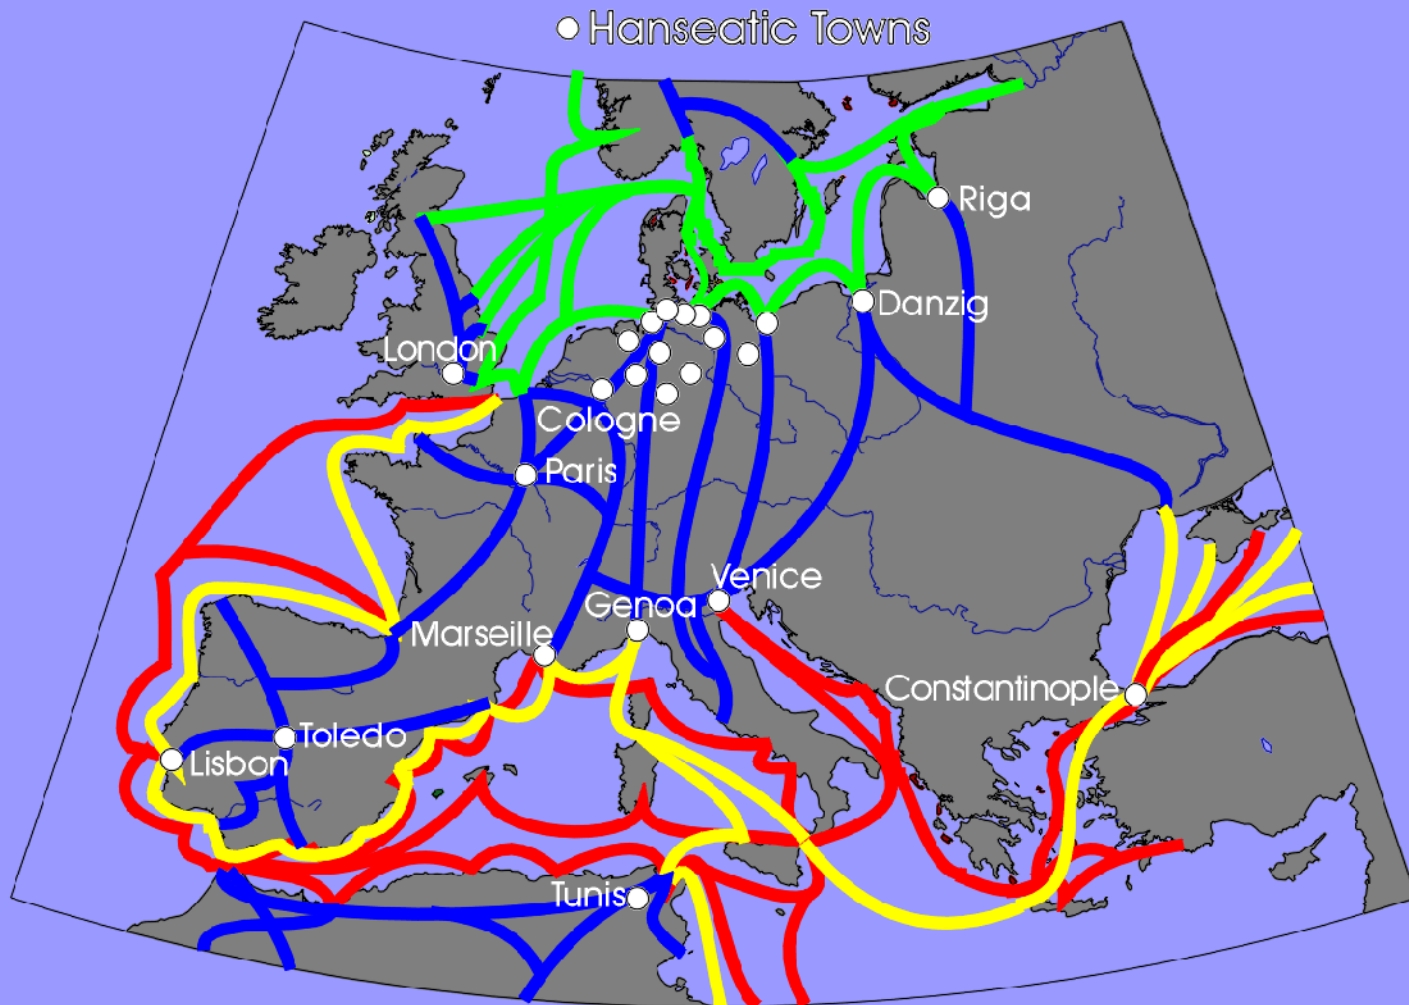 Hanseatic Towns
Riga
Danzig
London
Cologne
Paris
Venice
Genoa
Marseille
Constantinople
Toledo
Lisbon
Tunis